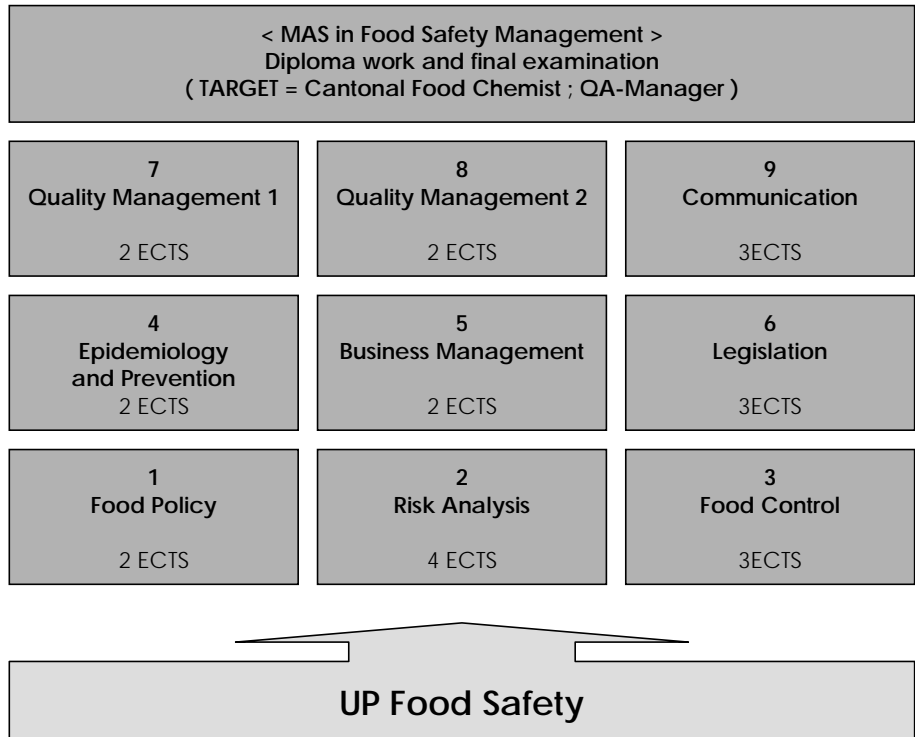 < MAS in Food Safety Management >
Diploma work and final examination
( TARGET = Cantonal Food Chemist ; QA-Manager )
7
Quality Management 1
2 ECTS
8
Quality Management 2
2 ECTS
9
Communication
3ECTS
4
Epidemiology
and Prevention
2 ECTS
5
Business Management
2 ECTS
6
Legislation
3ECTS
1
Food Policy
2 ECTS
2
Risk Analysis
4 ECTS
3
Food Control
3ECTS
UP Food Safety